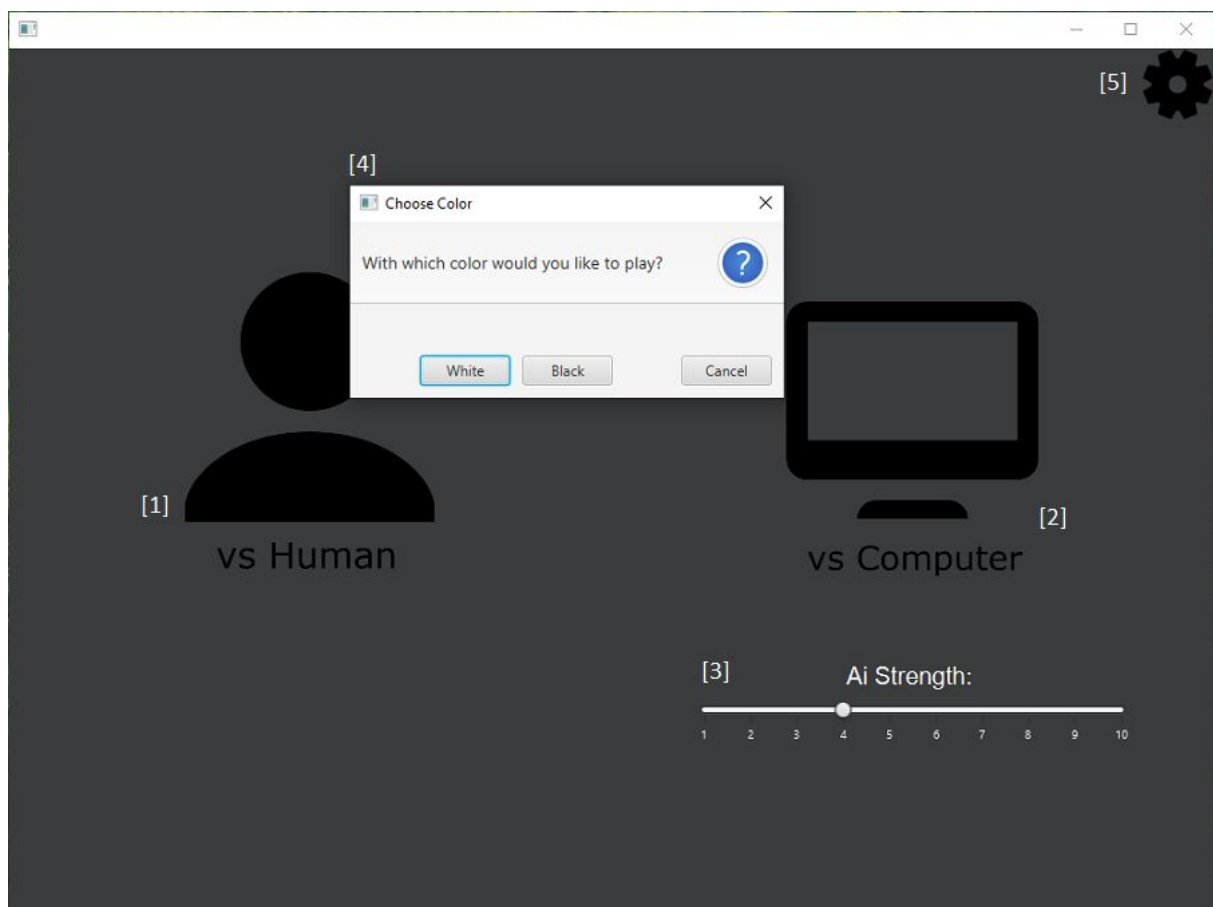 [5]
[4]
Choose Color
With which color would you like to play?
?
White Black Cancel
[1]
vs Human
[2]
vs Computer
[3] Ai Strength:
1 2 3 4 5 6 7 8 9 10